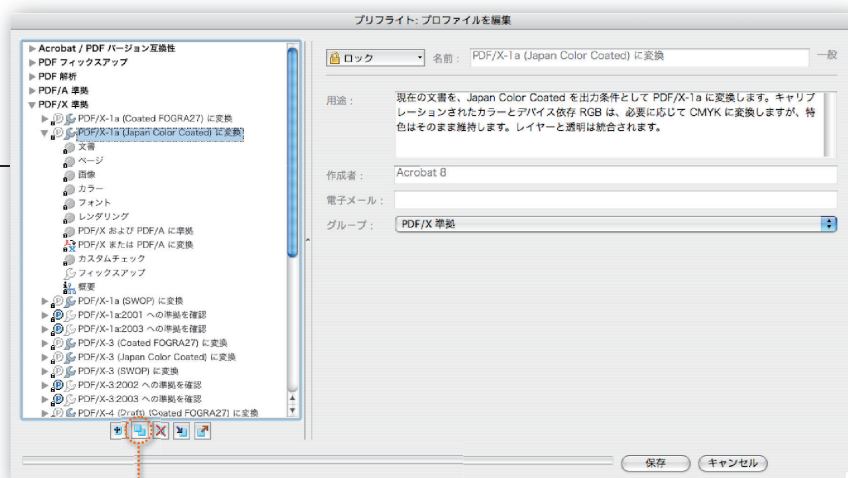 プリフライト: プロファイルを編集
Acrobat / PDF バージョン互換性
PDF フィックスアップ
PDF 解析
PDF/A 準拠
PDF/X 準拠
PDF/X-1a (Coated FOGRA27) に変換
PDF/X-1a (Japan Color Coated) に変換
文書
ページ
画像
カラー
フォント
レンダリング
PDF/X および PDF/A に準拠
PDF/X または PDF/A に変換
カスタムチェック
フィックスアップ
概要
PDF/X-1a (SWOP) に変換
PDF/X-1a:2001 への準拠を確認
PDF/X-1a:2003 への準拠を確認
PDF/X-3 (Coated FOGRA27) に変換
PDF/X-3 (Japan Color Coated) に変換
PDF/X-3 (SWOP) に変換
PDF/X-3:2002 への準拠を確認
PDF/X-3:2003 への準拠を確認
PDF/X-4 (Draft) (Coated FOGRA27) に変換
ロック 名前 : PDF/X-1a (Japan Color Coated) に変換 一般
用途 : 現在の文書を、Japan Color Coated を出力条件として PDF/X-1a に変換します。キャリブ
レーションされたカラーとデバイス依存 RGB は、必要に応じて CMYK に変換しますが、特
色はそのまま維持します。レイヤーと透明は統合されます。
作成者 : Acrobat 8
電子メール :
グループ : PDF/X 準拠
保存 キャンセル